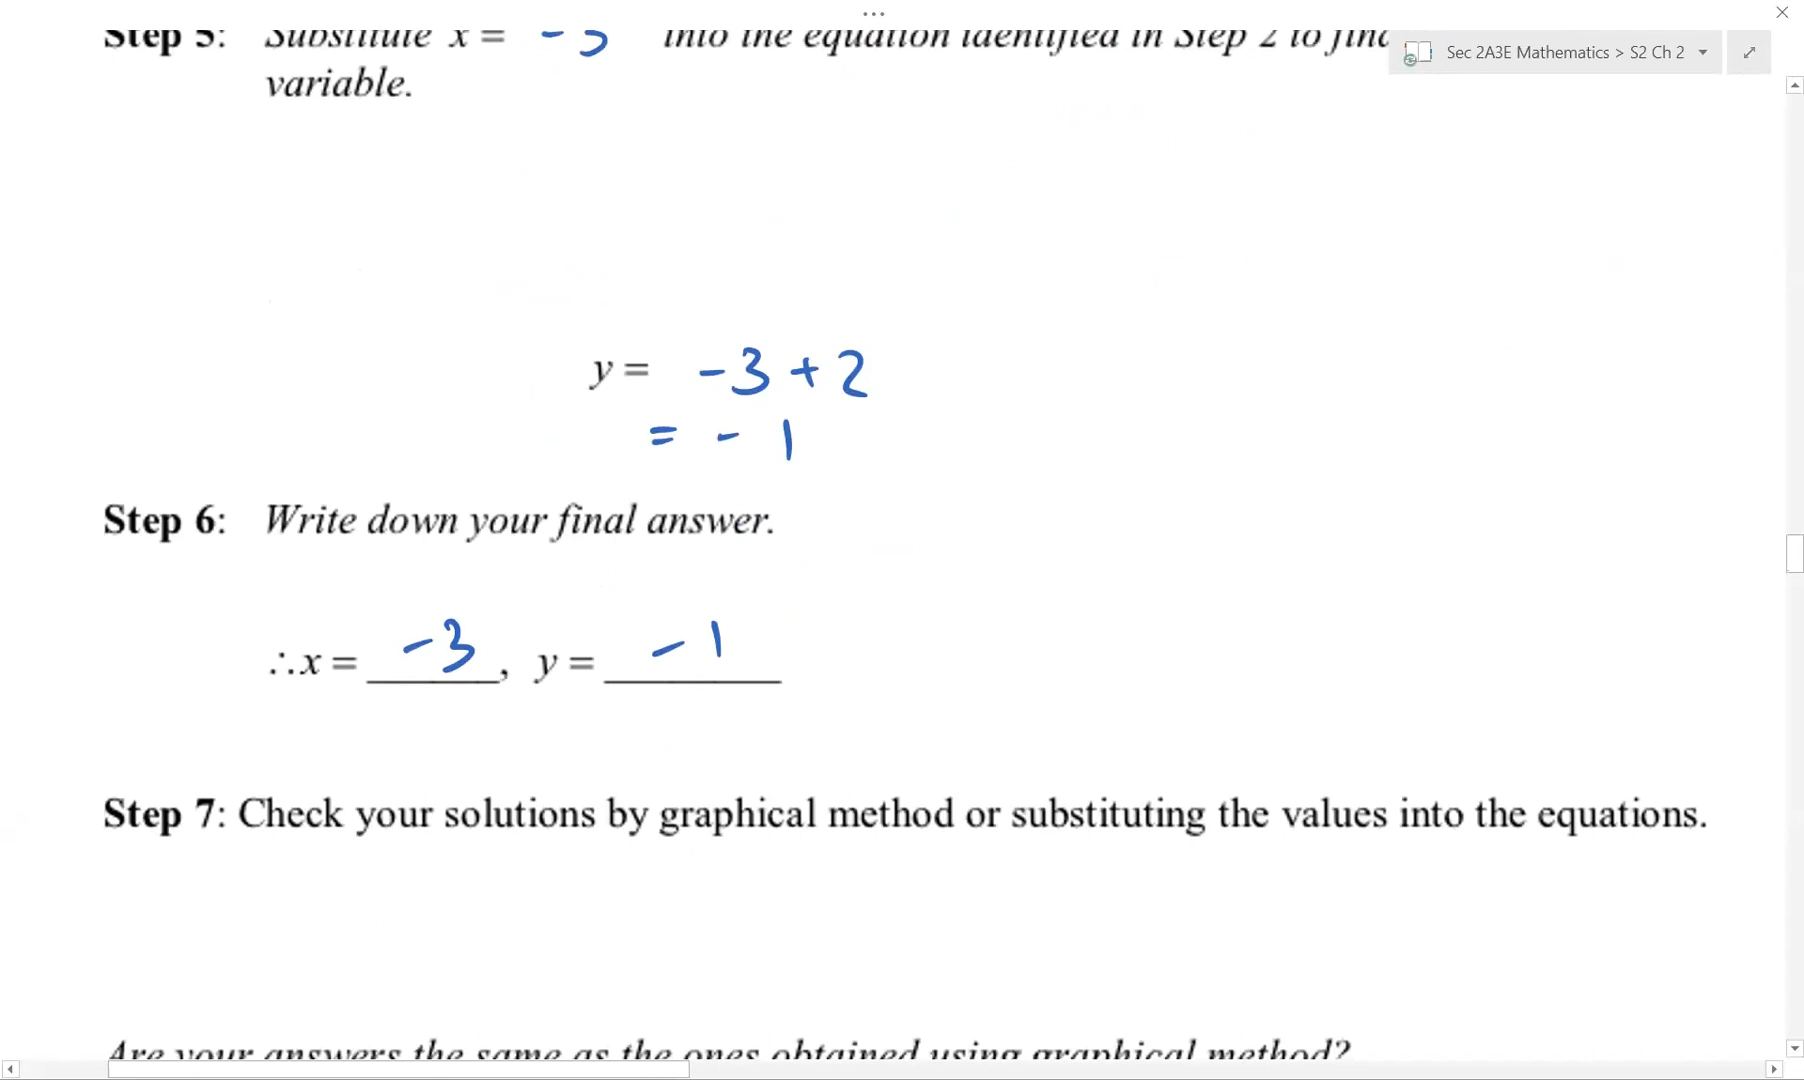 Step 5: Substitute x = -3 into the equation identified in Step 2 to find
Sec 2A3E Mathematics > S2 Ch 2
variable.
y = -3 + 2
= - 1
Step 6: Write down your final answer.
∴ x = -3, y = -1
Step 7: Check your solutions by graphical method or substituting the values into the equations.
Are your answers the same as the ones obtained using graphical method?